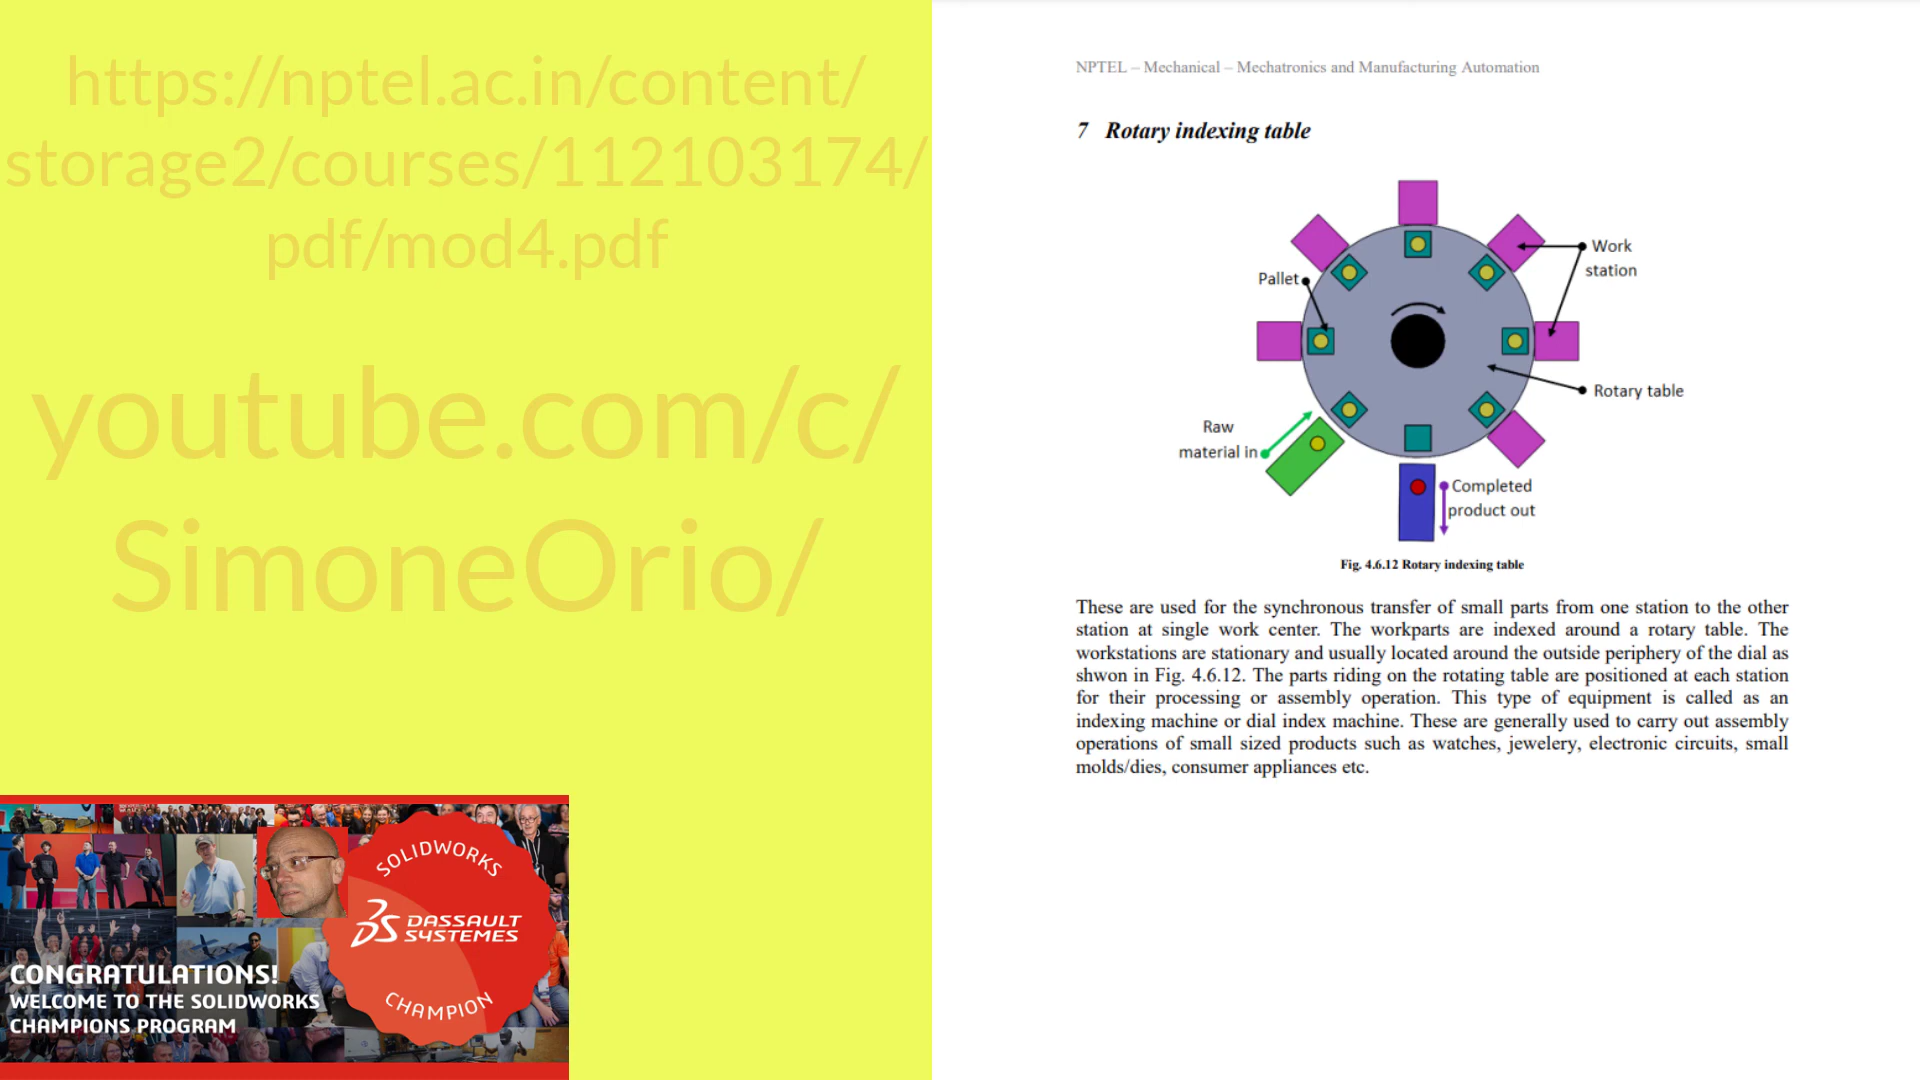 https://nptel.ac.in/content/
storage2/courses/112103174/
pdf/mod4.pdf
youtube.com/c/
SimoneOrio/
SOLIDWORKS
DASSAULT
SYSTEMES
CHAMPION
CONGRATULATIONS!
WELCOME TO THE SOLIDWORKS
CHAMPIONS PROGRAM
NPTEL – Mechanical – Mechatronics and Manufacturing Automation
7 Rotary indexing table
Work
station
Pallet
Rotary table
Raw
material in
Completed
product out
Fig. 4.6.12 Rotary indexing table
These are used for the synchronous transfer of small parts from one station to the other
station at single work center. The workparts are indexed around a rotary table. The
workstations are stationary and usually located around the outside periphery of the dial as
shwon in Fig. 4.6.12. The parts riding on the rotating table are positioned at each station
for their processing or assembly operation. This type of equipment is called as an
indexing machine or dial index machine. These are generally used to carry out assembly
operations of small sized products such as watches, jewelery, electronic circuits, small
molds/dies, consumer appliances etc.